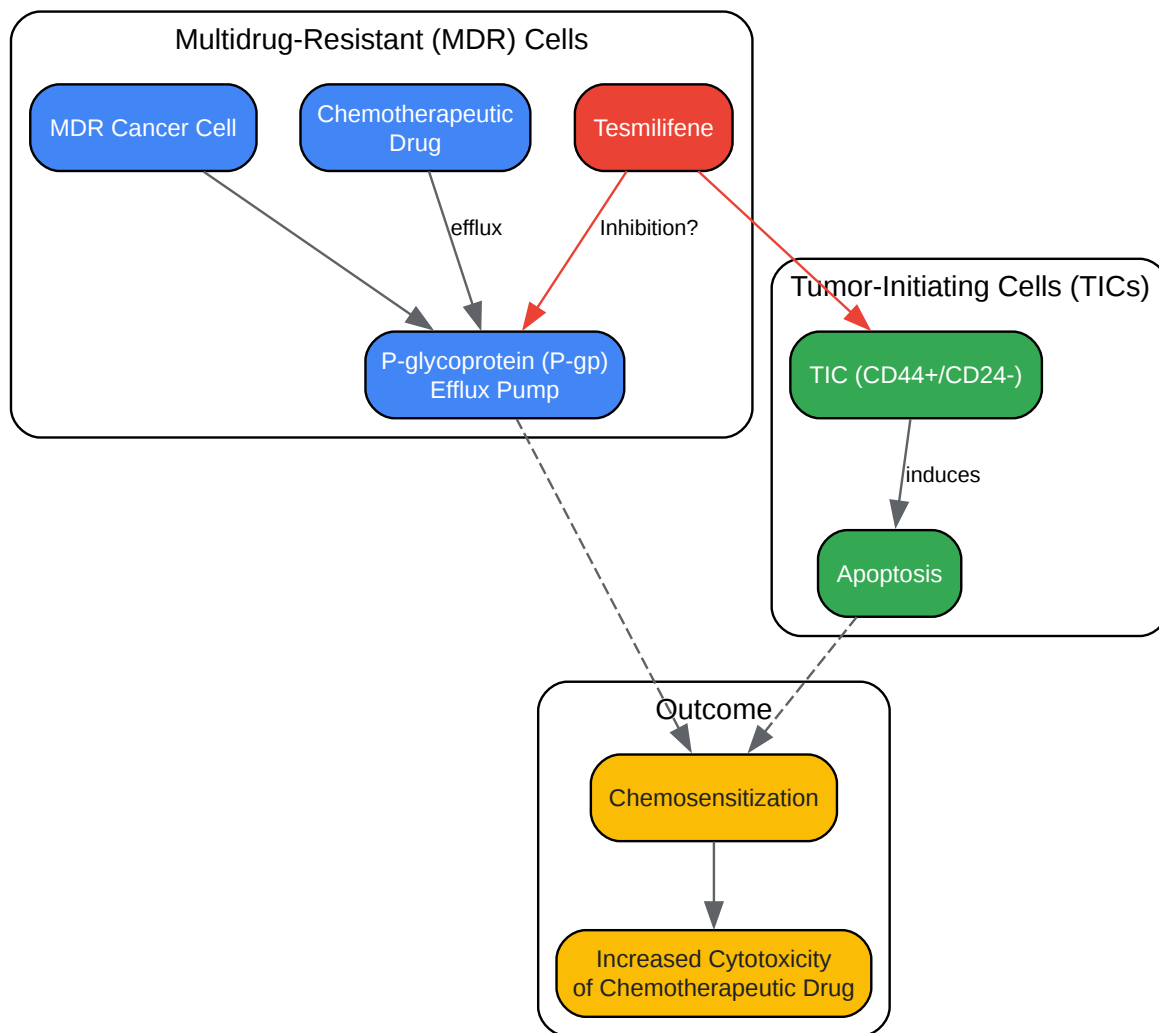 Multidrug-Resistant (MDR) Cells
MDR Cancer Cell
Chemotherapeutic
Drug
Tesmilifene
efflux
Inhibition?
Tumor-Initiating Cells (TICs)
P-glycoprotein (P-gp)
Efflux Pump
TIC (CD44+/CD24-)
induces
Apoptosis
Outcome
Chemosensitization
Increased Cytotoxicity
of Chemotherapeutic Drug